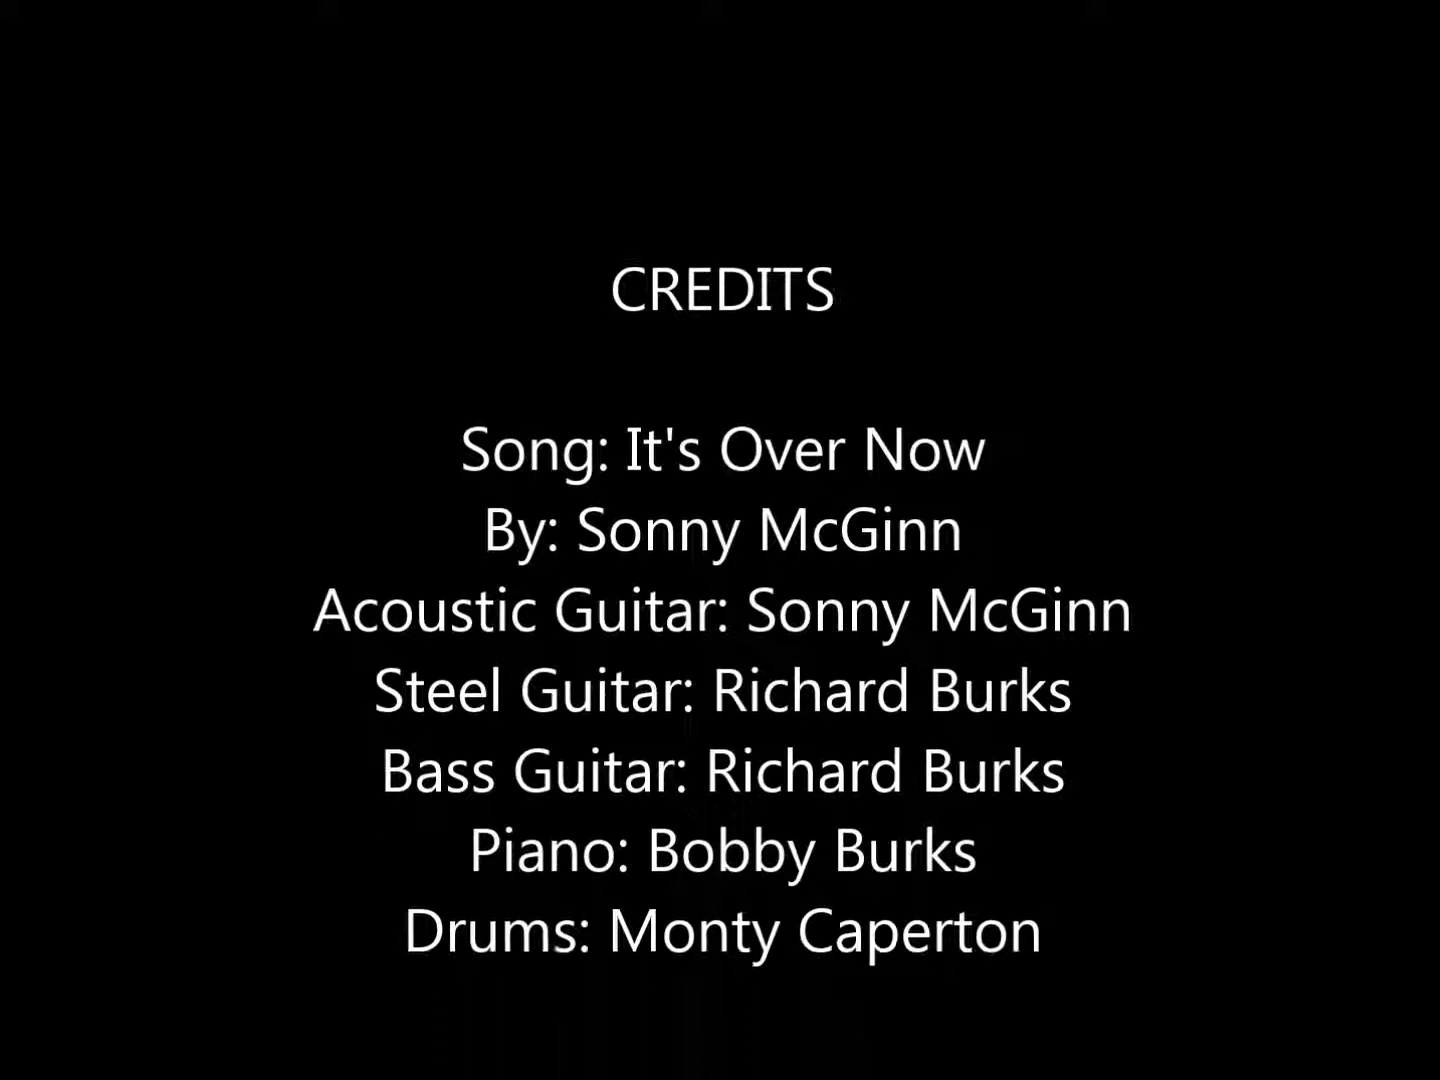 CREDITS
Song: It's Over Now
By: Sonny McGinn
Acoustic Guitar: Sonny McGinn
Steel Guitar: Richard Burks
Bass Guitar: Richard Burks
Piano: Bobby Burks
Drums: Monty Caperton